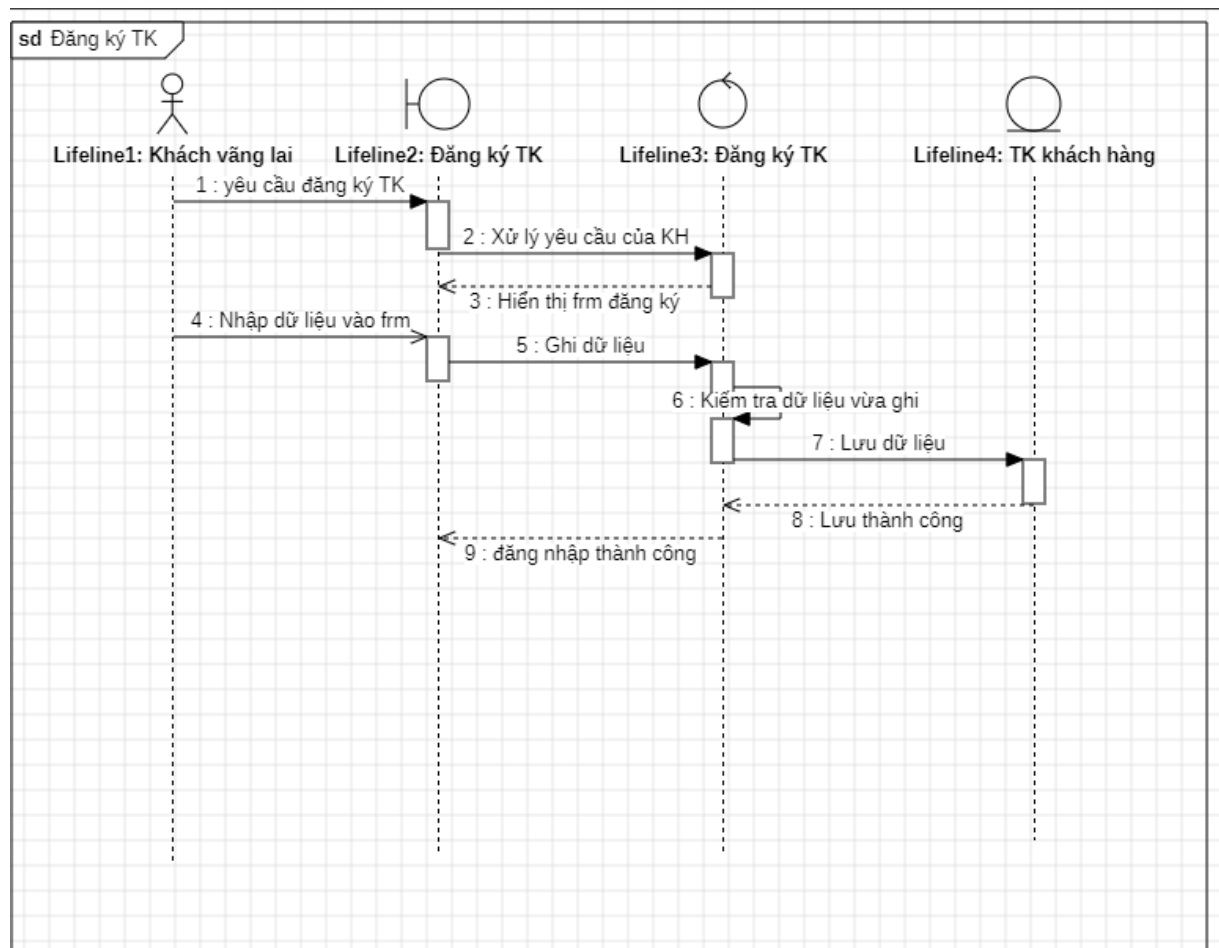 sd Đăng ký TK
Lifeline1: Khách vãng lai
Lifeline2: Đăng ký TK
Lifeline3: Đăng ký TK
Lifeline4: TK khách hàng
1 : yêu cầu đăng ký TK
2 : Xử lý yêu cầu của KH
3 : Hiển thị frm đăng ký
4 : Nhập dữ liệu vào frm
5 : Ghi dữ liệu
6 : Kiểm tra dữ liệu vừa ghi
7 : Lưu dữ liệu
8 : Lưu thành công
9 : đăng nhập thành công